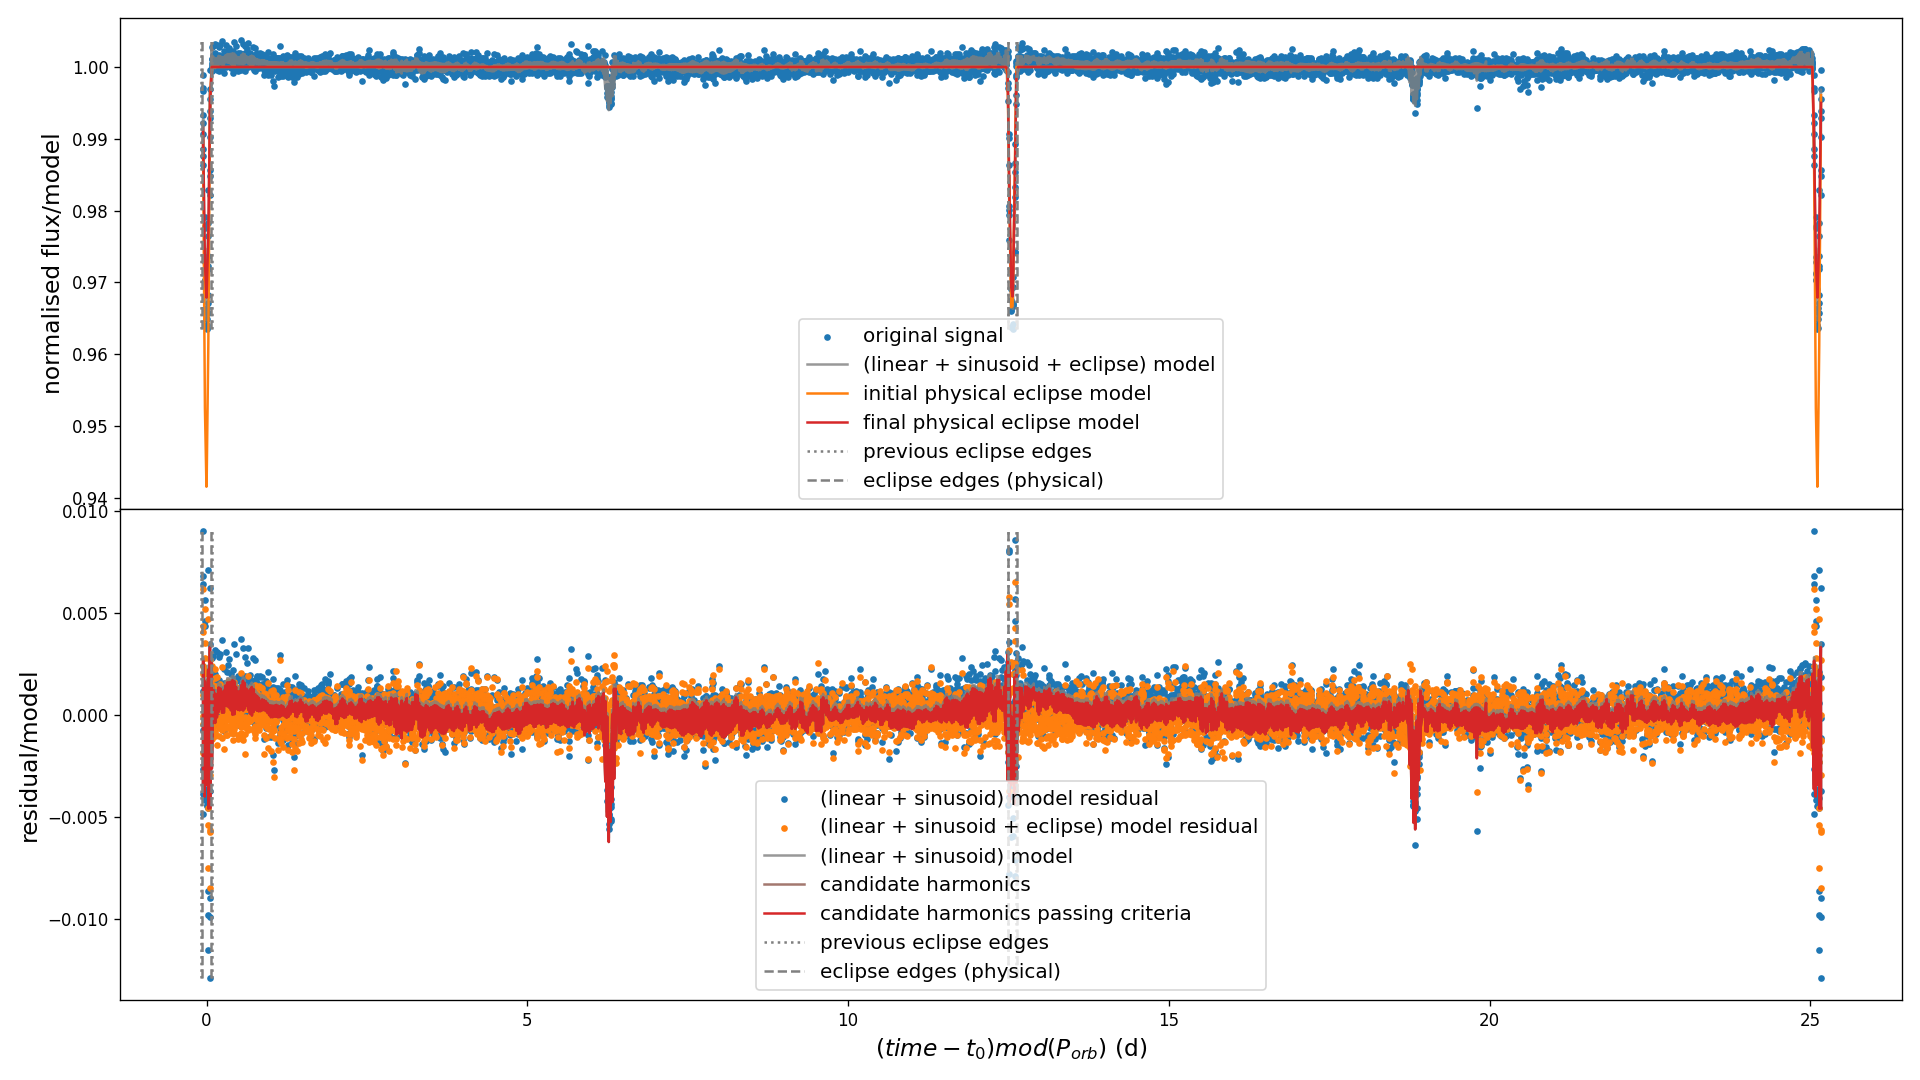 1.00
0.99
0.98
0.97
0.96
0.95
0.94
normalised flux/model
original signal
(linear + sinusoid + eclipse) model
initial physical eclipse model
final physical eclipse model
previous eclipse edges
eclipse edges (physical)
0.010
0.005
0.000
−0.005
−0.010
residual/model
(linear + sinusoid) model residual
(linear + sinusoid + eclipse) model residual
(linear + sinusoid) model
candidate harmonics
candidate harmonics passing criteria
previous eclipse edges
eclipse edges (physical)
0 5 10 15 20 25
(time − t₀)mod(Pₒᵣb) (d)